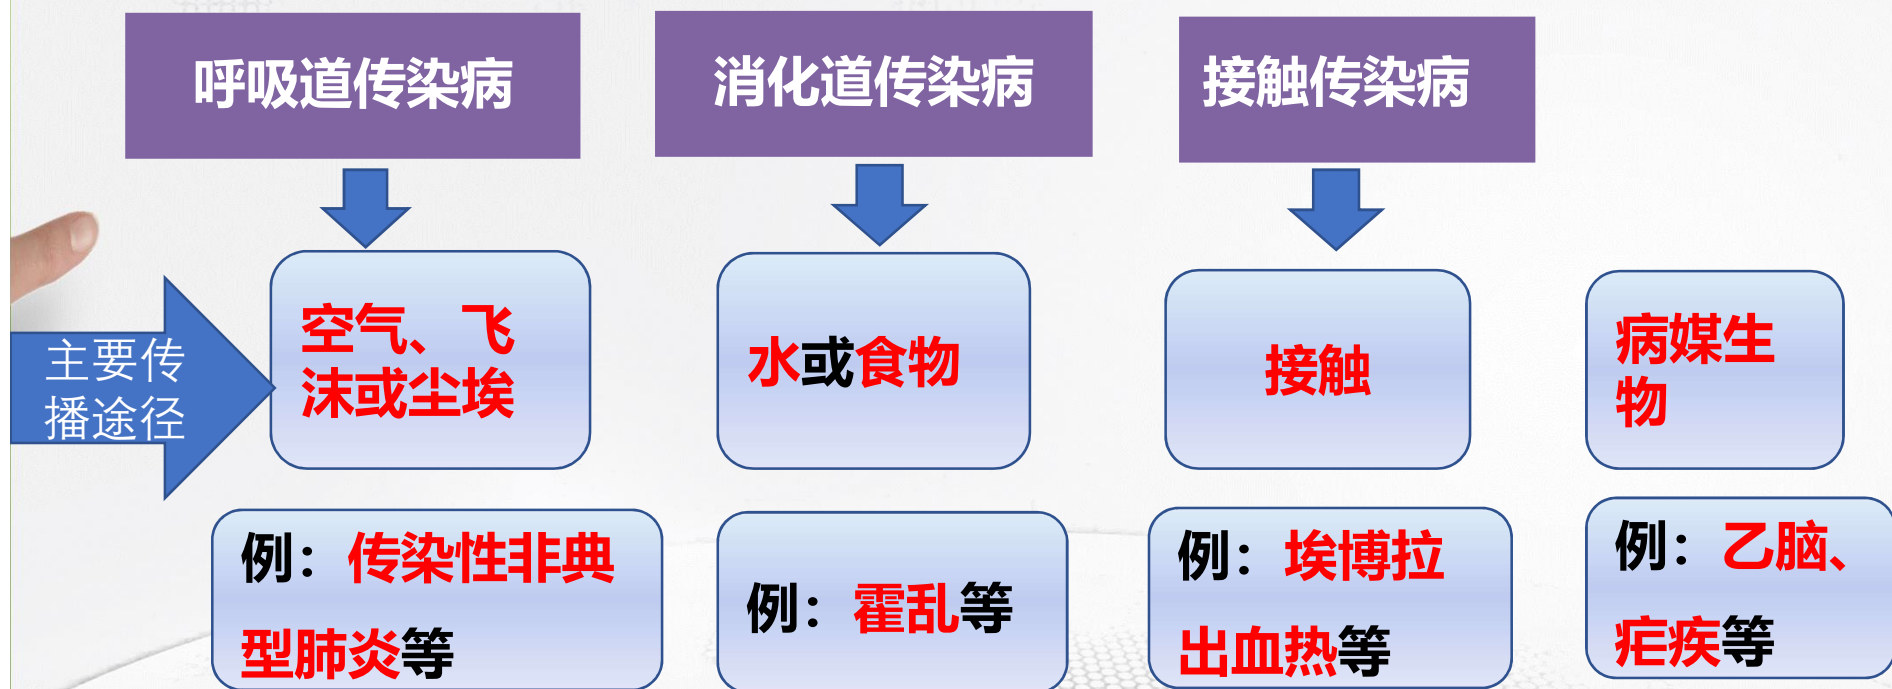 呼吸道传染病
消化道传染病
接触传染病
主要传
播途径
空气、飞
沫或尘埃
水或食物
接触
病媒生
物
例：传染性非典
型肺炎等
例：霍乱等
例：埃博拉
出血热等
例：乙脑、
疟疾等